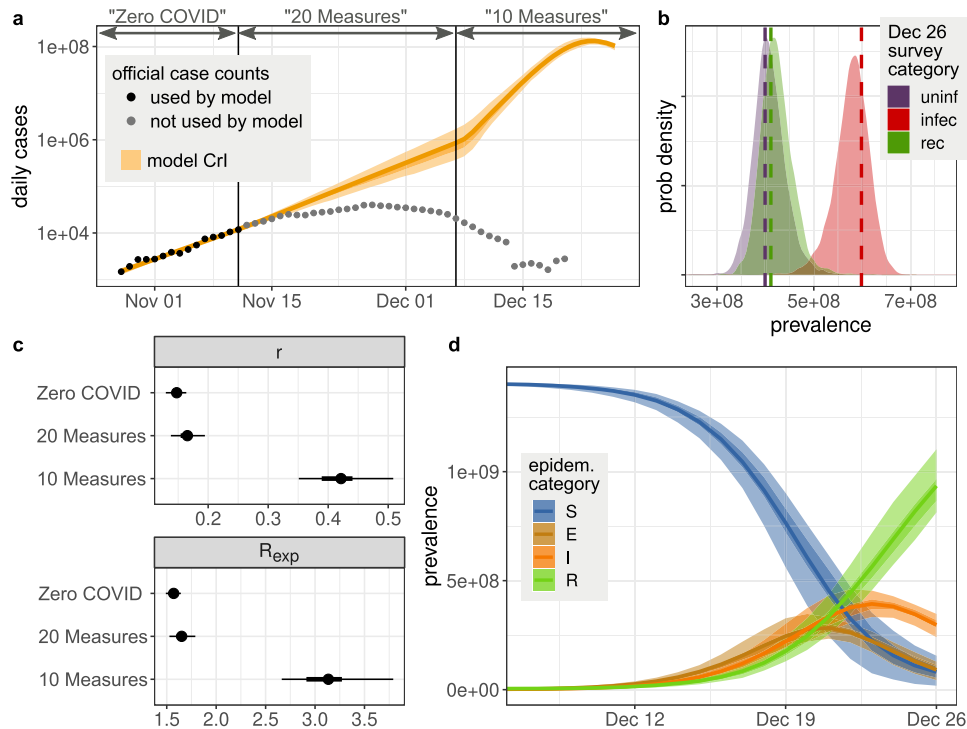 a
"Zero COVID"
"20 Measures"
"10 Measures"
1e+08
1e+06
1e+04
daily cases
official case counts
used by model
not used by model
model CrI
Nov 01
Nov 15
Dec 01
Dec 15
b
prob density
Dec 26
survey
category
uninf
infec
rec
3e+08
5e+08
7e+08
prevalence
c
r
Zero COVID
20 Measures
10 Measures
0.2
0.3
0.4
0.5
Rexp
Zero COVID
20 Measures
10 Measures
1.5
2.0
2.5
3.0
3.5
d
prevalence
1e+09
5e+08
0e+00
epidem.
category
S
E
I
R
Dec 12
Dec 19
Dec 26